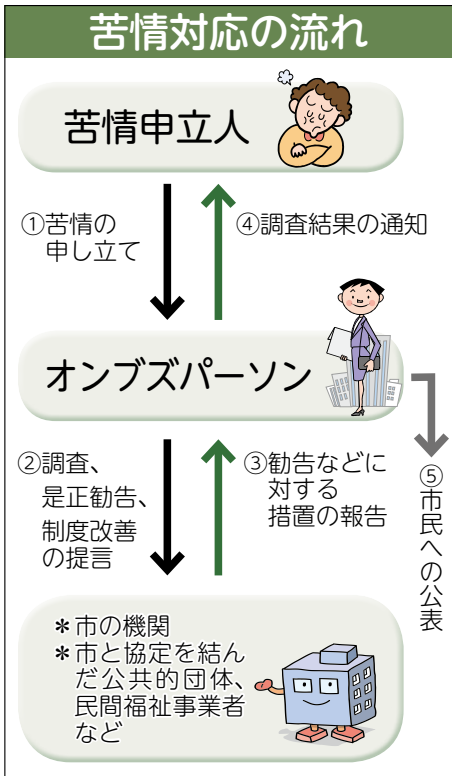 苦情対応の流れ
苦情申立人
①苦情の
申し立て
④調査結果の通知
オンブズパーソン
②調査、
是正勧告、
制度改善
の提言
③勧告などに
対する
措置の報告
⑤市民への公表
＊市の機関
＊市と協定を結ん
だ公共的団体、
民間福祉事業者
など